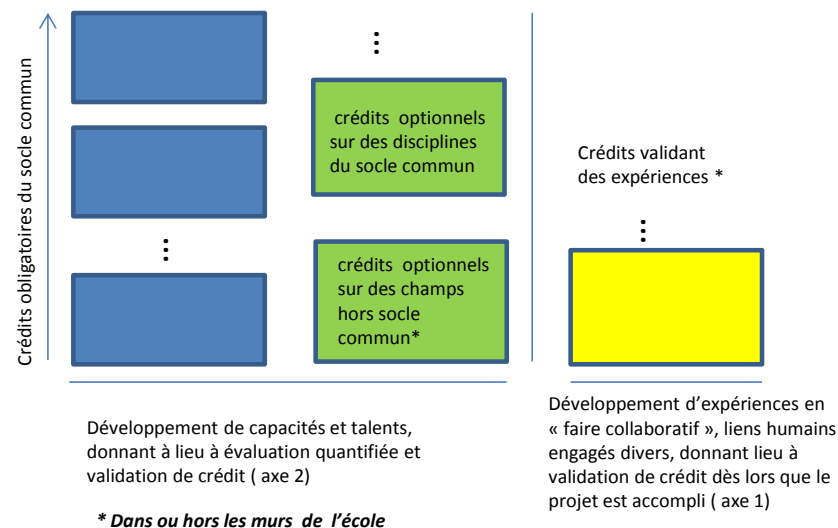 Crédits obligatoires du socle commun
crédits optionnels
sur des disciplines
du socle commun
crédits optionnels
sur des champs
hors socle
commun*
Crédits validant
des expériences *
Développement de capacités et talents,
donnant à lieu à évaluation quantifiée et
validation de crédit ( axe 2)
* Dans ou hors les murs de l’école
Développement d’expériences en
« faire collaboratif », liens humains
engagés divers, donnant lieu à
validation de crédit dès lors que le
projet est accompli ( axe 1)